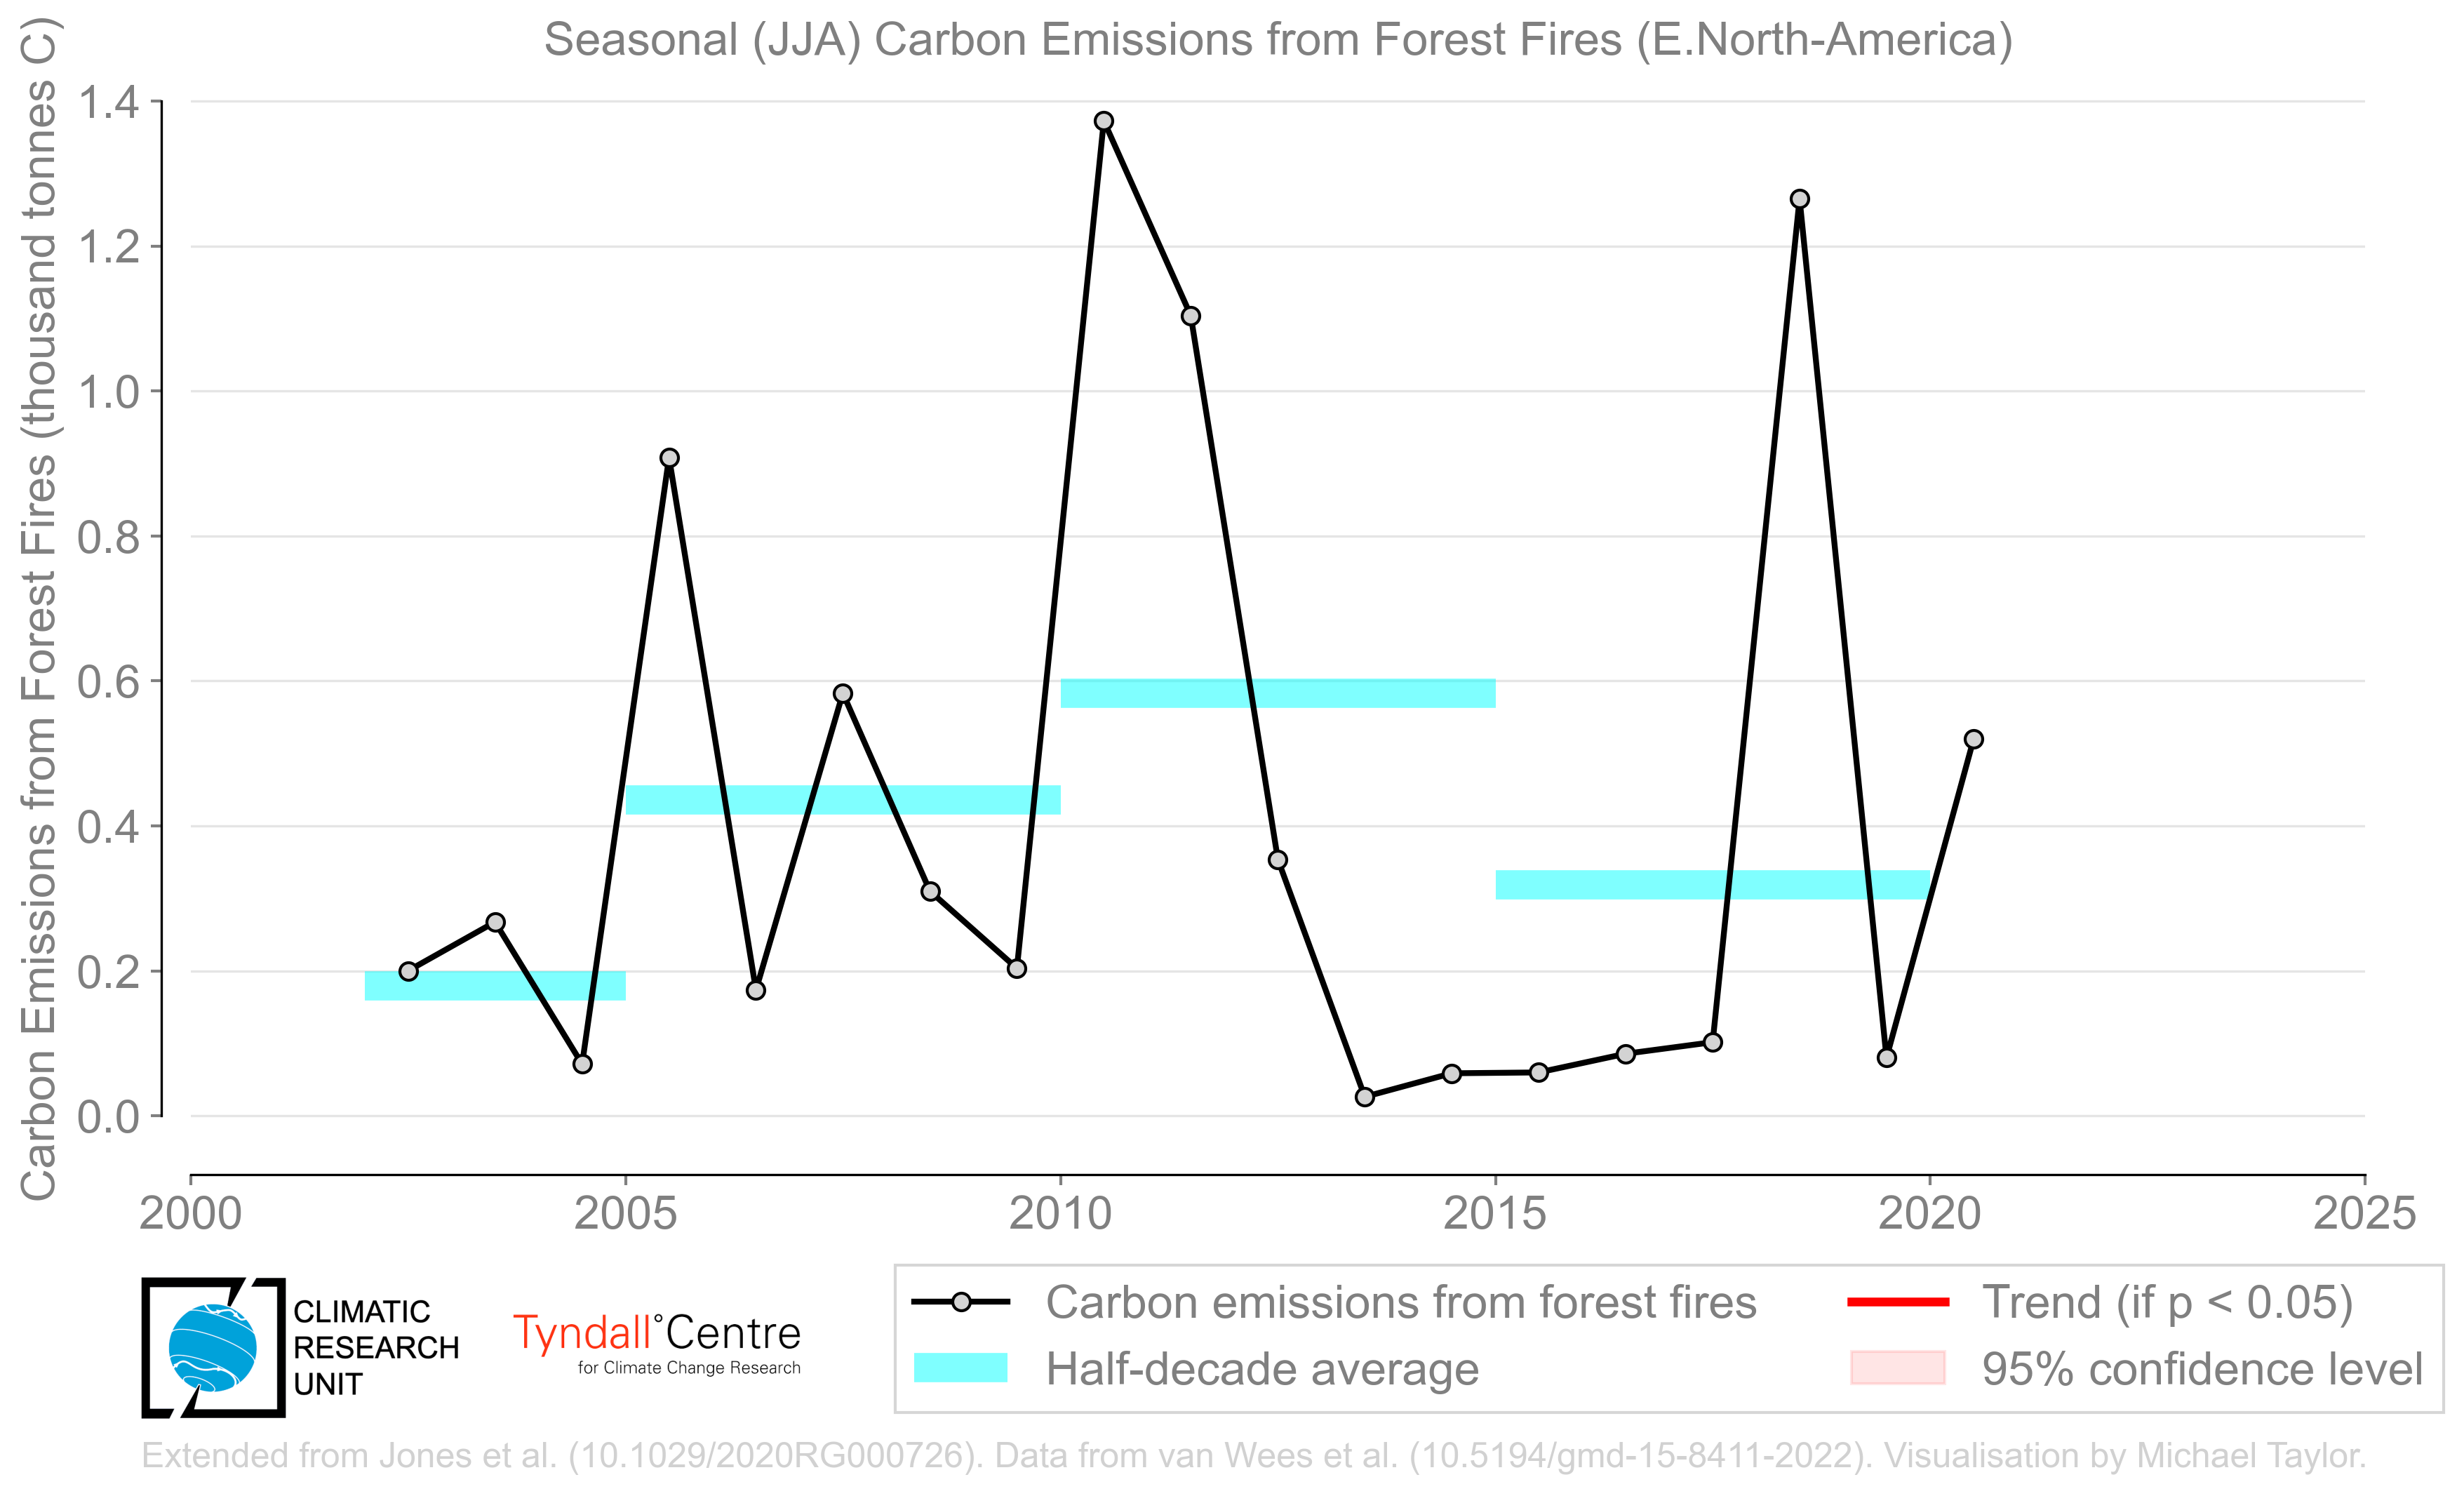 Seasonal (JJA) Carbon Emissions from Forest Fires (E.North-America)
Carbon Emissions from Forest Fires (thousand tonnes C)
1.4
1.2
1.0
0.8
0.6
0.4
0.2
0.0
2000 2005 2010 2015 2020 2025
CLIMATIC
RESEARCH
UNIT
Tyndall°Centre
for Climate Change Research
Carbon emissions from forest fires
Half-decade average
Trend (if p < 0.05)
95% confidence level
Extended from Jones et al. (10.1029/2020RG000726). Data from van Wees et al. (10.5194/gmd-15-8411-2022). Visualisation by Michael Taylor.